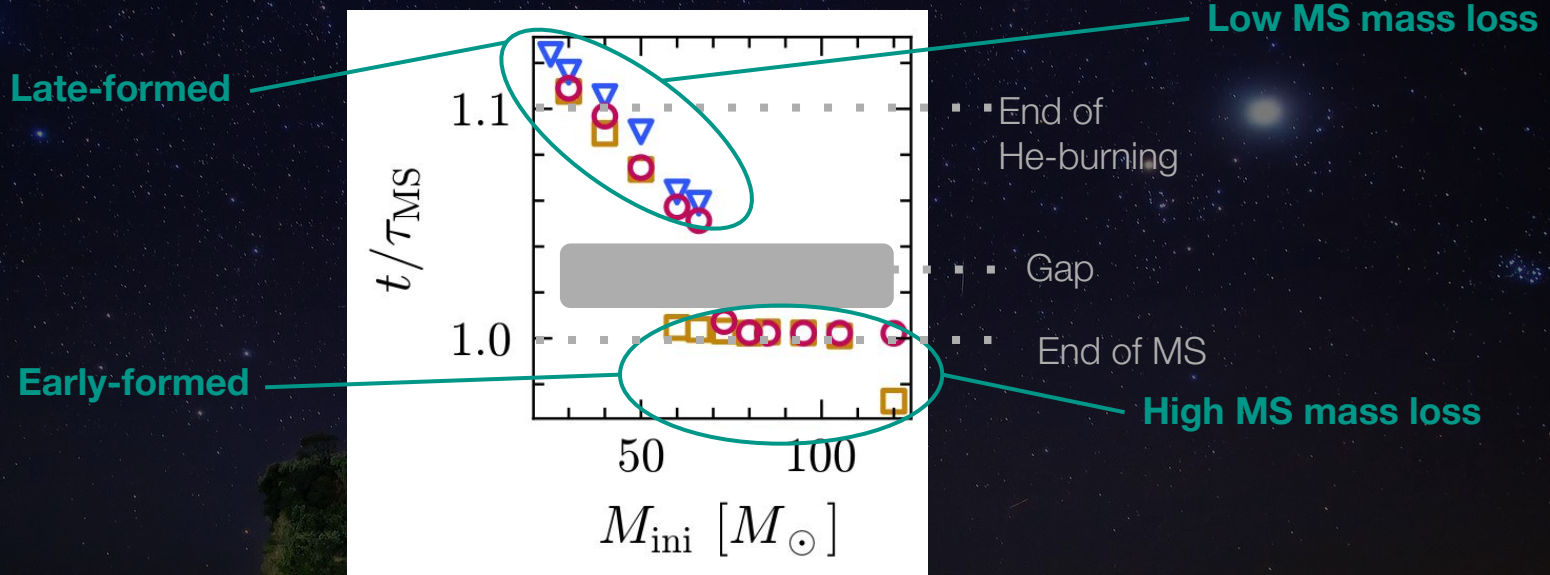 Low MS mass loss
Late-formed
1.1
End of
He-burning
t/τ_MS
Gap
1.0
End of MS
Early-formed
High MS mass loss
50 100
M_ini [M_⊙]